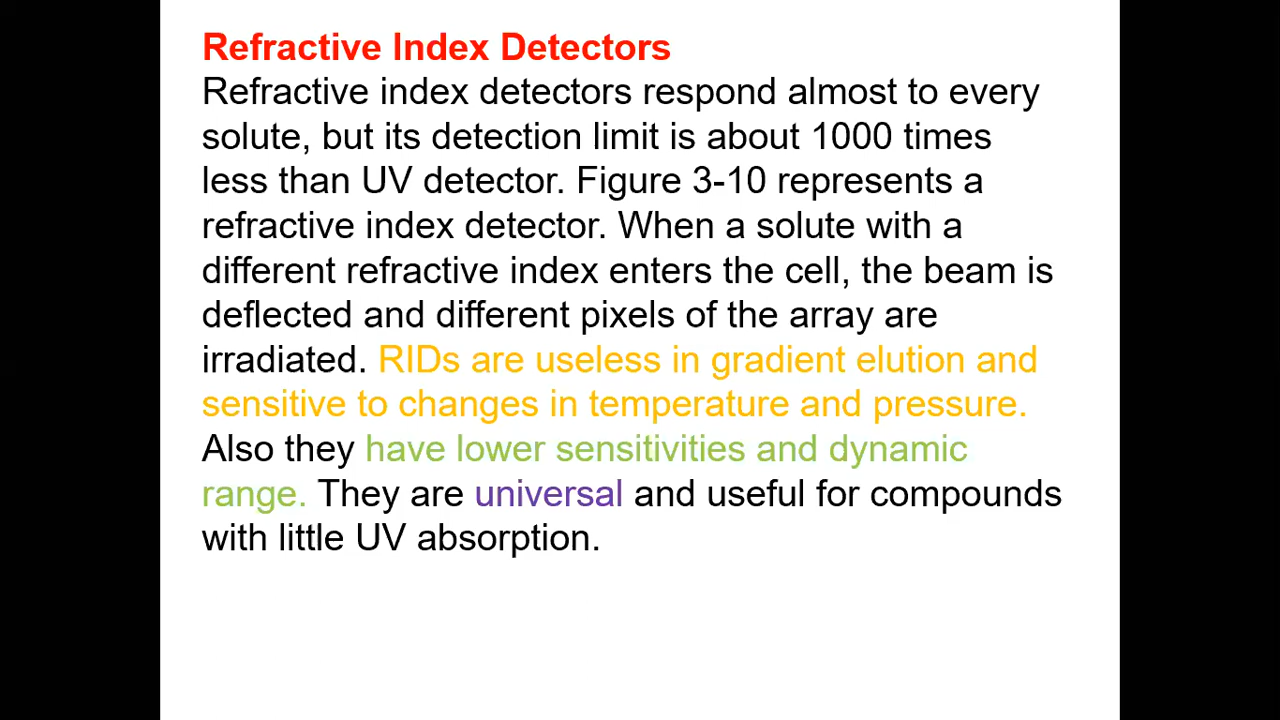 Refractive Index Detectors
Refractive index detectors respond almost to every
solute, but its detection limit is about 1000 times
less than UV detector. Figure 3-10 represents a
refractive index detector. When a solute with a
different refractive index enters the cell, the beam is
deflected and different pixels of the array are
irradiated. RIDs are useless in gradient elution and
sensitive to changes in temperature and pressure.
Also they have lower sensitivities and dynamic
range. They are universal and useful for compounds
with little UV absorption.